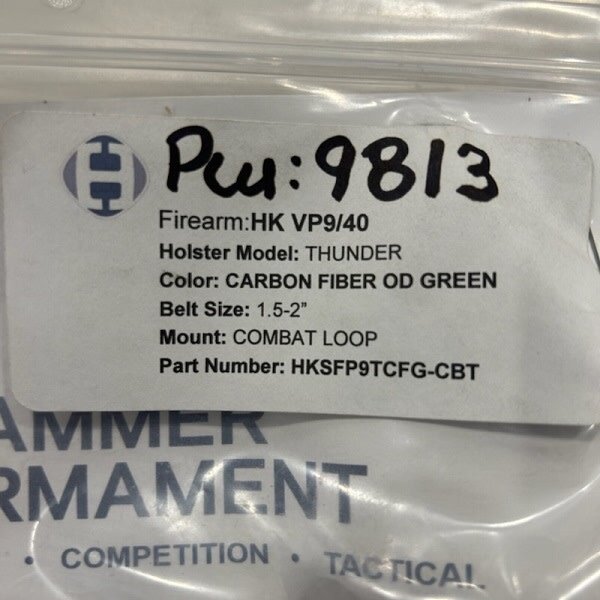 PLU: 9813
Firearm:HK VP9/40
Holster Model: THUNDER
Color: CARBON FIBER OD GREEN
Belt Size: 1.5-2"
Mount: COMBAT LOOP
Part Number: HKSFP9TCFG-CBT
AMMER
RMAMENT
• COMPETITION • TACTICAL